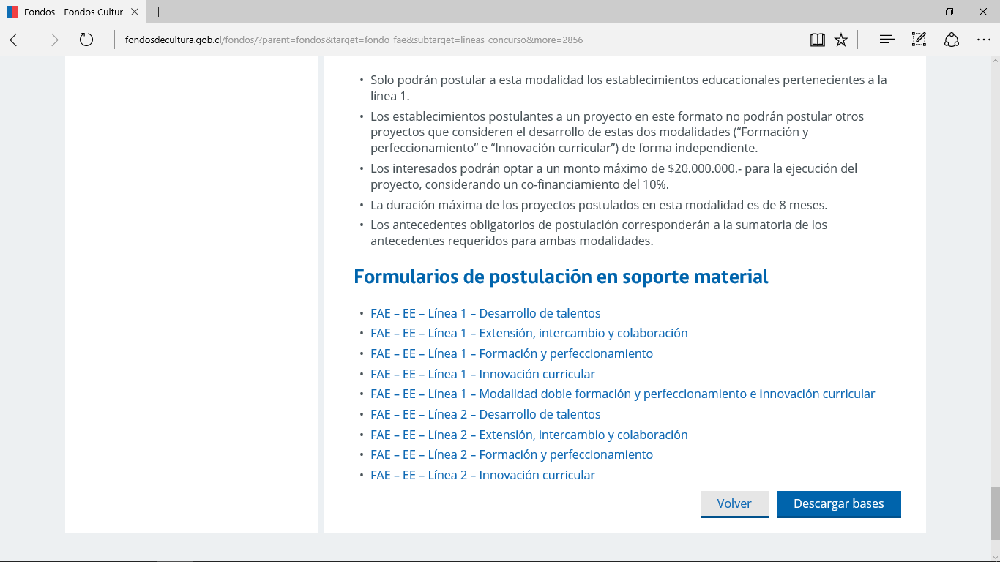 Fondos - Fondos Cultur
fondosdecultura.gob.cl/fondos/?parent=fondos&target=fondo-fae&subtarget=lineas-concurso&more=2856
• Solo podrán postular a esta modalidad los establecimientos educacionales pertenecientes a la
línea 1.
• Los establecimientos postulantes a un proyecto en este formato no podrán postular otros
proyectos que consideren el desarrollo de estas dos modalidades (“Formación y
perfeccionamiento” e “Innovación curricular”) de forma independiente.
• Los interesados podrán optar a un monto máximo de $20.000.000.- para la ejecución del
proyecto, considerando un co-financiamiento del 10%.
• La duración máxima de los proyectos postulados en esta modalidad es de 8 meses.
• Los antecedentes obligatorios de postulación corresponderán a la sumatoria de los
antecedentes requeridos para ambas modalidades.
Formularios de postulación en soporte material
• FAE – EE – Línea 1 – Desarrollo de talentos
• FAE – EE – Línea 1 – Extensión, intercambio y colaboración
• FAE – EE – Línea 1 – Formación y perfeccionamiento
• FAE – EE – Línea 1 – Innovación curricular
• FAE – EE – Línea 1 – Modalidad doble formación y perfeccionamiento e innovación curricular
• FAE – EE – Línea 2 – Desarrollo de talentos
• FAE – EE – Línea 2 – Extensión, intercambio y colaboración
• FAE – EE – Línea 2 – Formación y perfeccionamiento
• FAE – EE – Línea 2 – Innovación curricular
Volver
Descargar bases